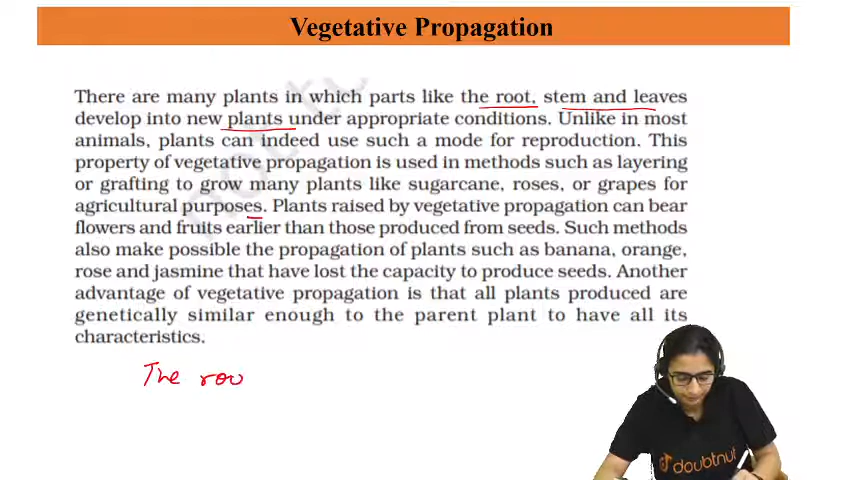 Vegetative Propagation
There are many plants in which parts like the root, stem and leaves
develop into new plants under appropriate conditions. Unlike in most
animals, plants can indeed use such a mode for reproduction. This
property of vegetative propagation is used in methods such as layering
or grafting to grow many plants like sugarcane, roses, or grapes for
agricultural purposes. Plants raised by vegetative propagation can bear
flowers and fruits earlier than those produced from seeds. Such methods
also make possible the propagation of plants such as banana, orange,
rose and jasmine that have lost the capacity to produce seeds. Another
advantage of vegetative propagation is that all plants produced are
genetically similar enough to the parent plant to have all its
characteristics.
The roo
doubtnut